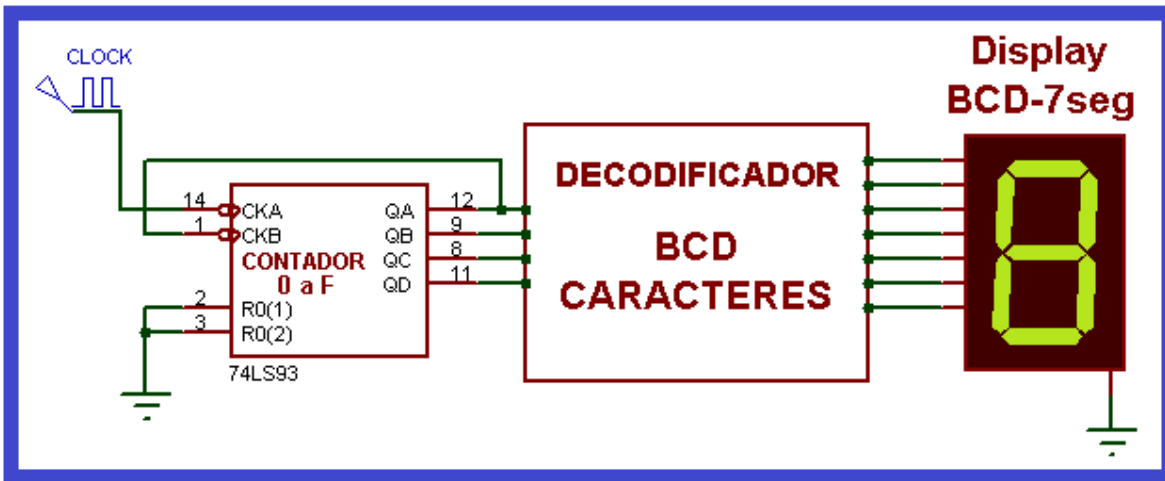 CLOCK
Display
BCD-7seg
DECODIFICADOR
BCD
CARACTERES
14 CKA QA 12
1 CKB QB 9
CONTADOR QC 8
0 a F QD 11
2 R0(1)
3 R0(2)
74LS93